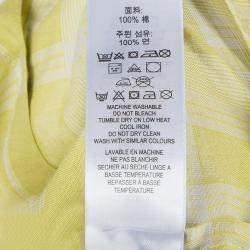 面料:
100% 棉
주원 섬유:
100% 면
MACHINE WASHABLE
DO NOT BLEACH
TUMBLE DRY OR LOW HEAT
COOL IRON
DO NOT DRY CLEAN
WASH WITH SIMILAR COLOURS
LAVABLE EN MACHINE
NE PAS BLANCHIR
SECHER AU SECHE-LINGE A
BASSE TEMPERATURE
REPASSER À BASSE
TEMPÉRATURE